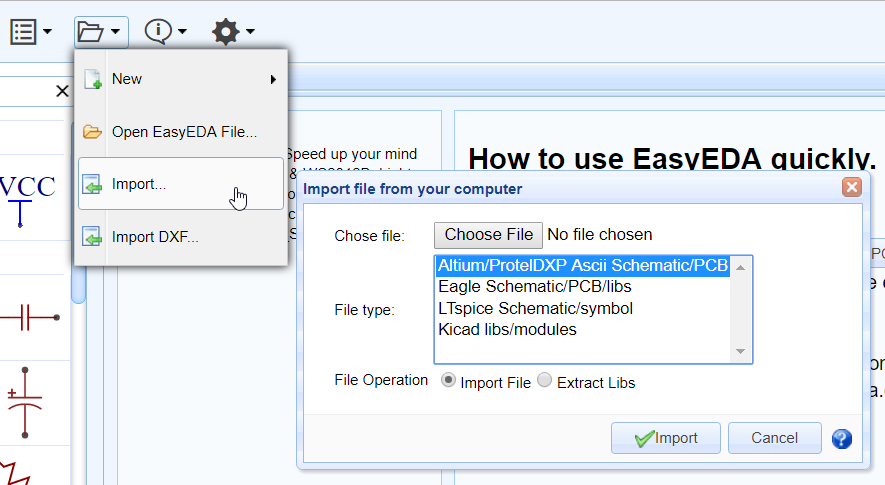 New
Open EasyEDA File...
Import...
Import DXF...
VCC
Speed up your mind
&
How to use EasyEDA quickly.
Import file from your computer
Chose file:
Choose File No file chosen
File type:
Altium/ProtelDXP Ascii Schematic/PCB
Eagle Schematic/PCB/libs
LTspice Schematic/symbol
Kicad libs/modules
File Operation
Import File
Extract Libs
Import
Cancel
?